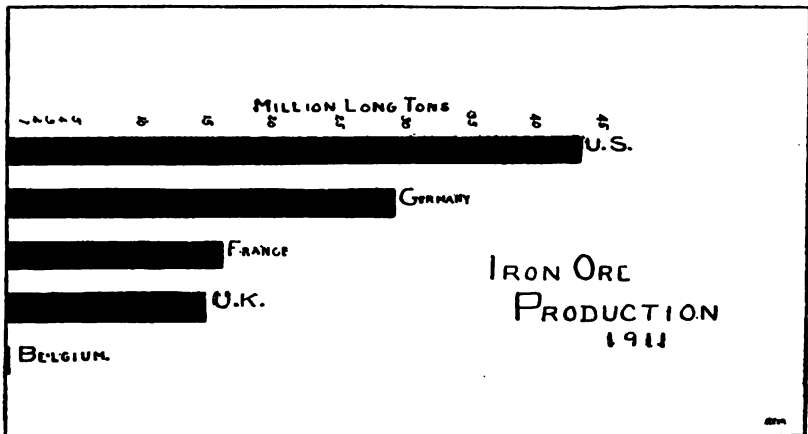 MILLION LONG TONS
U.S.
GERMANY
FRANCE
U.K.
BELGIUM.
IRON ORE
PRODUCTION
1911